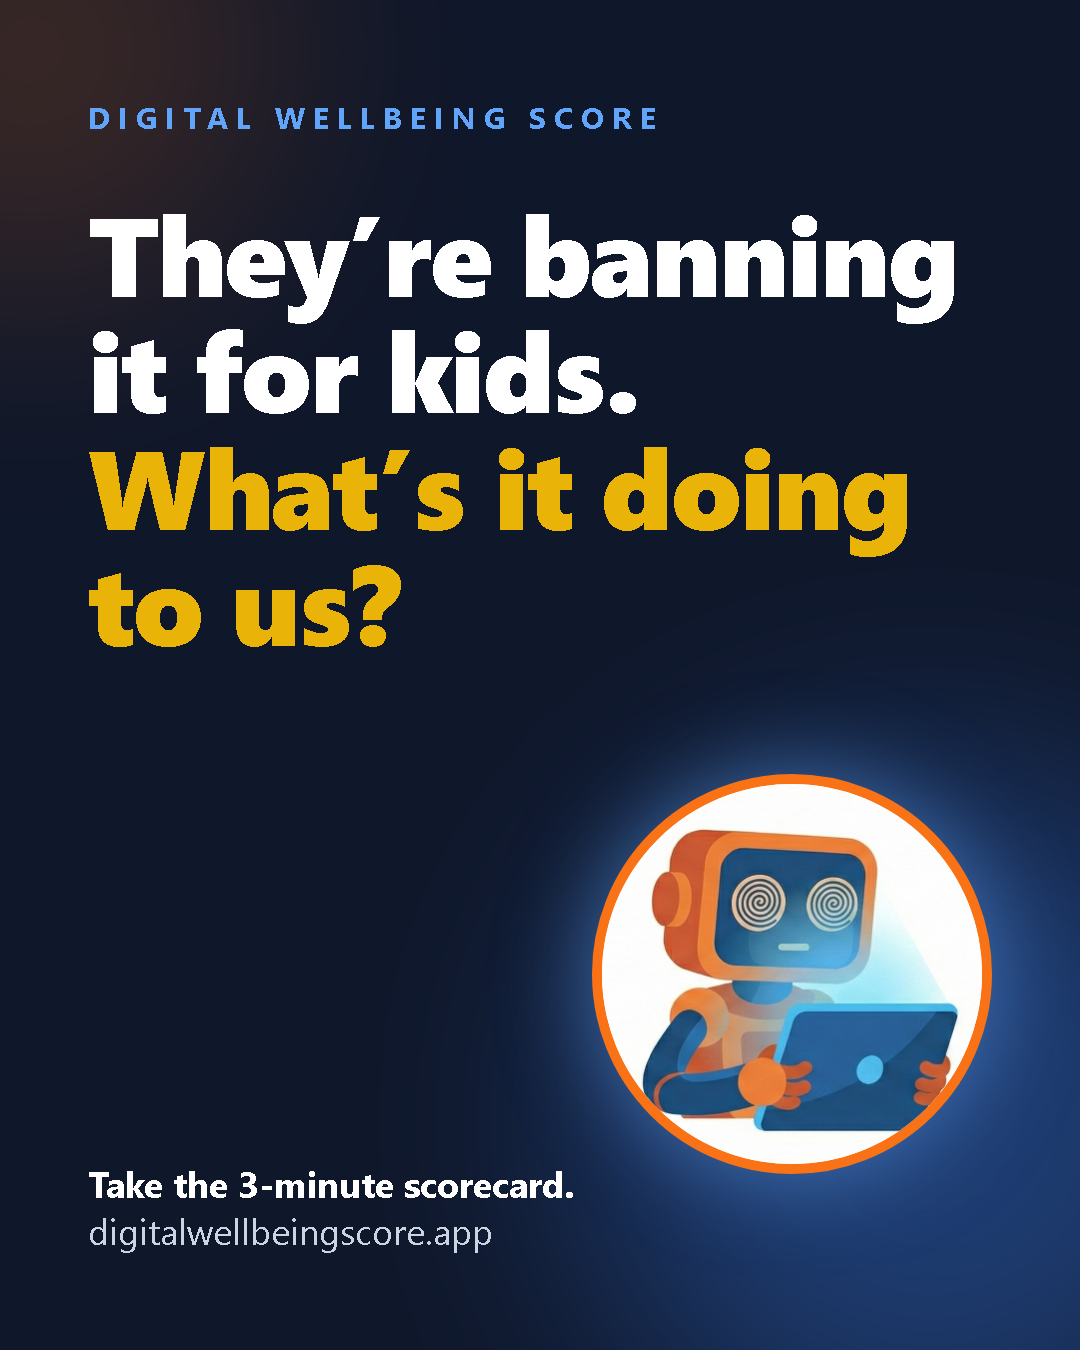 DIGITAL WELLBEING SCORE
They’re banning
it for kids.
What’s it doing
to us?
Take the 3-minute scorecard.
digitalwellbeingscore.app